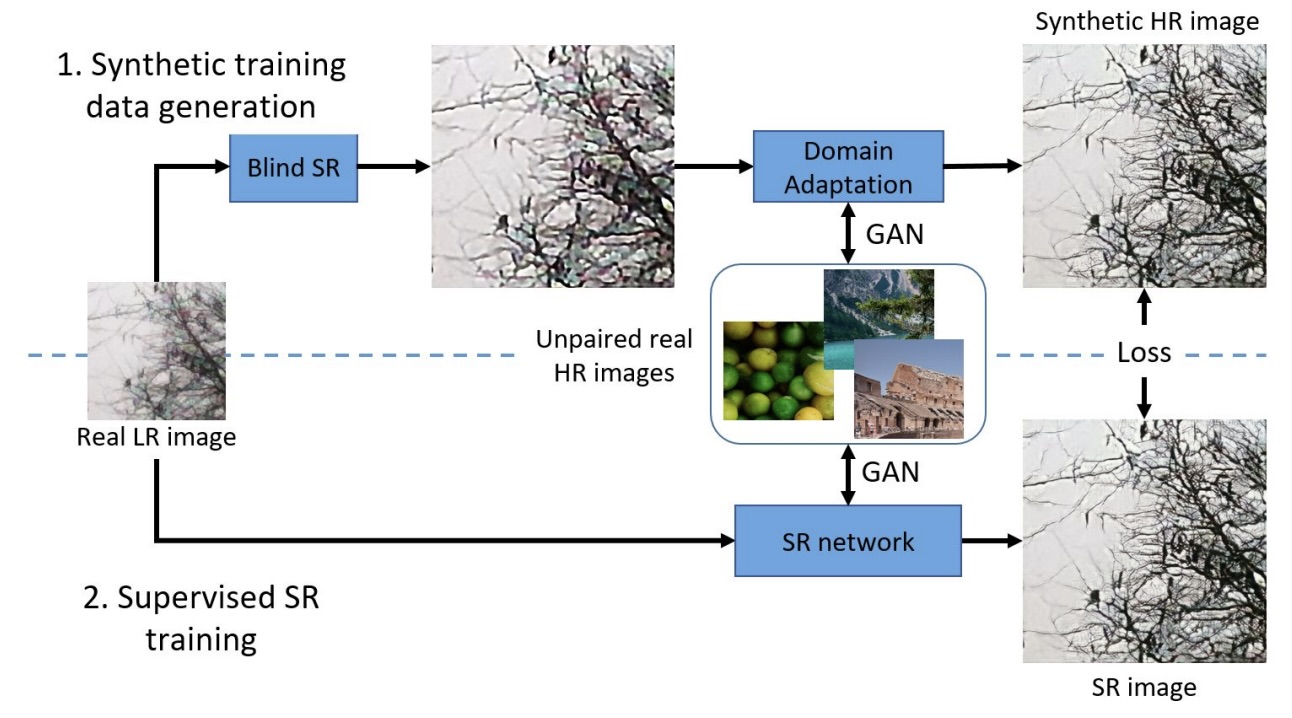 Synthetic HR image
1. Synthetic training
data generation
Blind SR
Domain
Adaptation
GAN
Unpaired real
HR images
Loss
Real LR image
GAN
SR network
2. Supervised SR
training
SR image